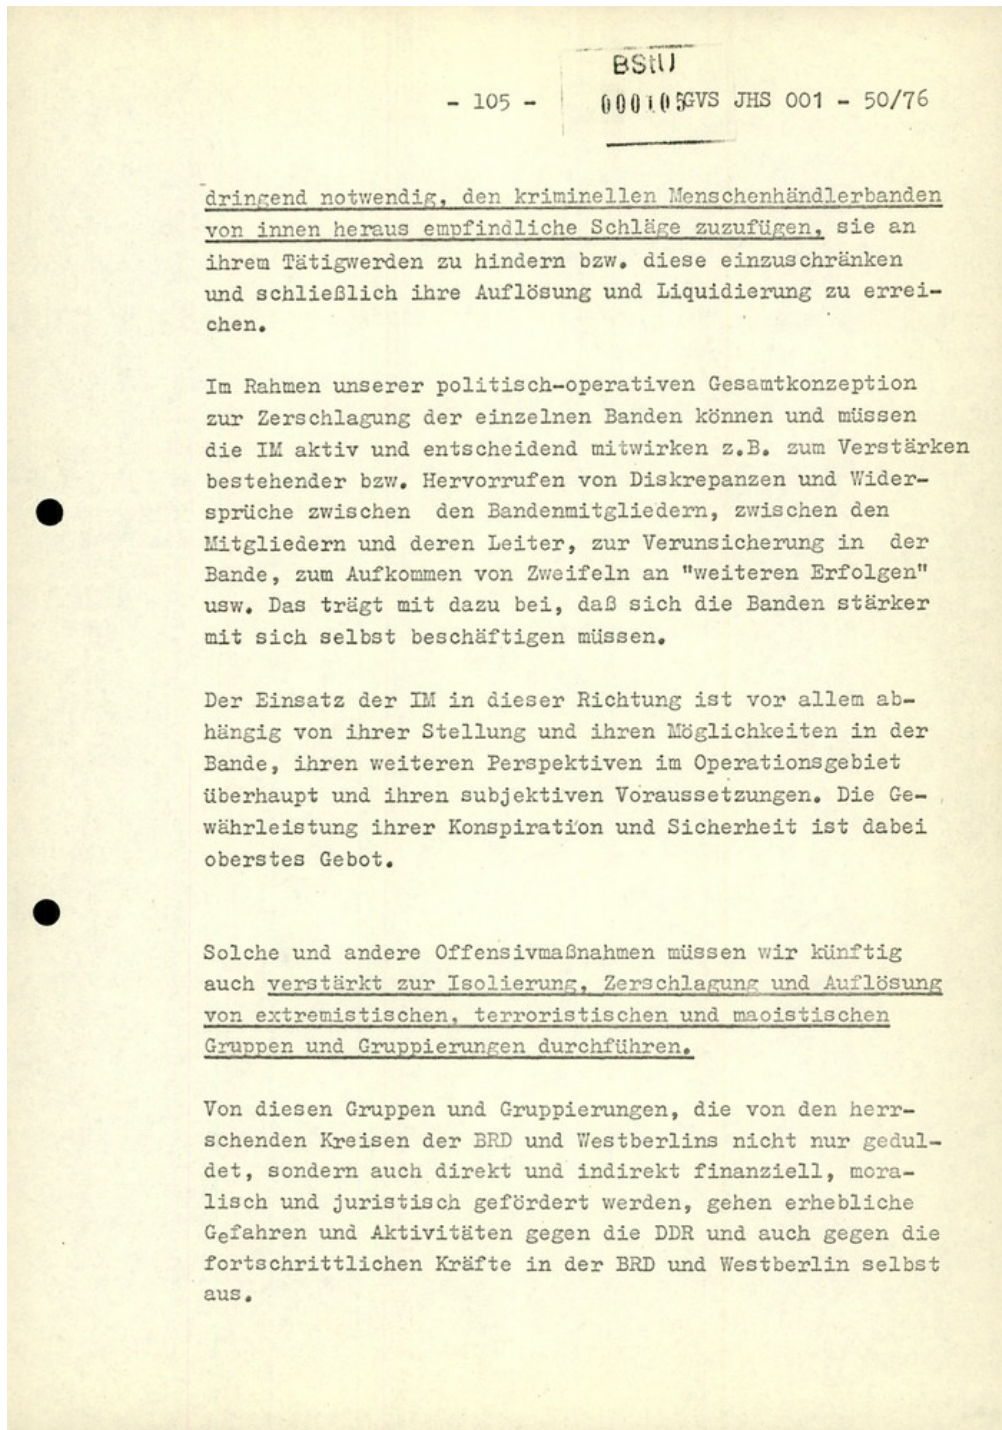 BStU
- 105 -
000105
GVS JHS 001 - 50/76
dringend notwendig, den kriminellen Menschenhändlerbanden
von innen heraus empfindliche Schläge zuzufügen, sie an
ihrem Tätigwerden zu hindern bzw. diese einzuschränken
und schließlich ihre Auflösung und Liquidierung zu errei-
chen.
Im Rahmen unserer politisch-operativen Gesamtkonzeption
zur Zerschlagung der einzelnen Banden können und müssen
die IM aktiv und entscheidend mitwirken z.B. zum Verstärken
bestehender bzw. Hervorrufen von Diskrepanzen und Wider-
sprüche zwischen den Bandenmitgliedern, zwischen den
Mitgliedern und deren Leiter, zur Verunsicherung in der
Bande, zum Aufkommen von Zweifeln an "weiteren Erfolgen"
usw. Das trägt mit dazu bei, daß sich die Banden stärker
mit sich selbst beschäftigen müssen.
Der Einsatz der IM in dieser Richtung ist vor allem ab-
hängig von ihrer Stellung und ihren Möglichkeiten in der
Bande, ihren weiteren Perspektiven im Operationsgebiet
überhaupt und ihren subjektiven Voraussetzungen. Die Ge-
währleistung ihrer Konspiration und Sicherheit ist dabei
oberstes Gebot.
Solche und andere Offensivmaßnahmen müssen wir künftig
auch verstärkt zur Isolierung, Zerschlagung und Auflösung
von extremistischen, terroristischen und maoistischen
Gruppen und Gruppierungen durchführen.
Von diesen Gruppen und Gruppierungen, die von den herr-
schenden Kreisen der BRD und Westberlins nicht nur gedul-
det, sondern auch direkt und indirekt finanziell, mora-
lisch und juristisch gefördert werden, gehen erhebliche
Gefahren und Aktivitäten gegen die DDR und auch gegen die
fortschrittlichen Kräfte in der BRD und Westberlin selbst
aus.